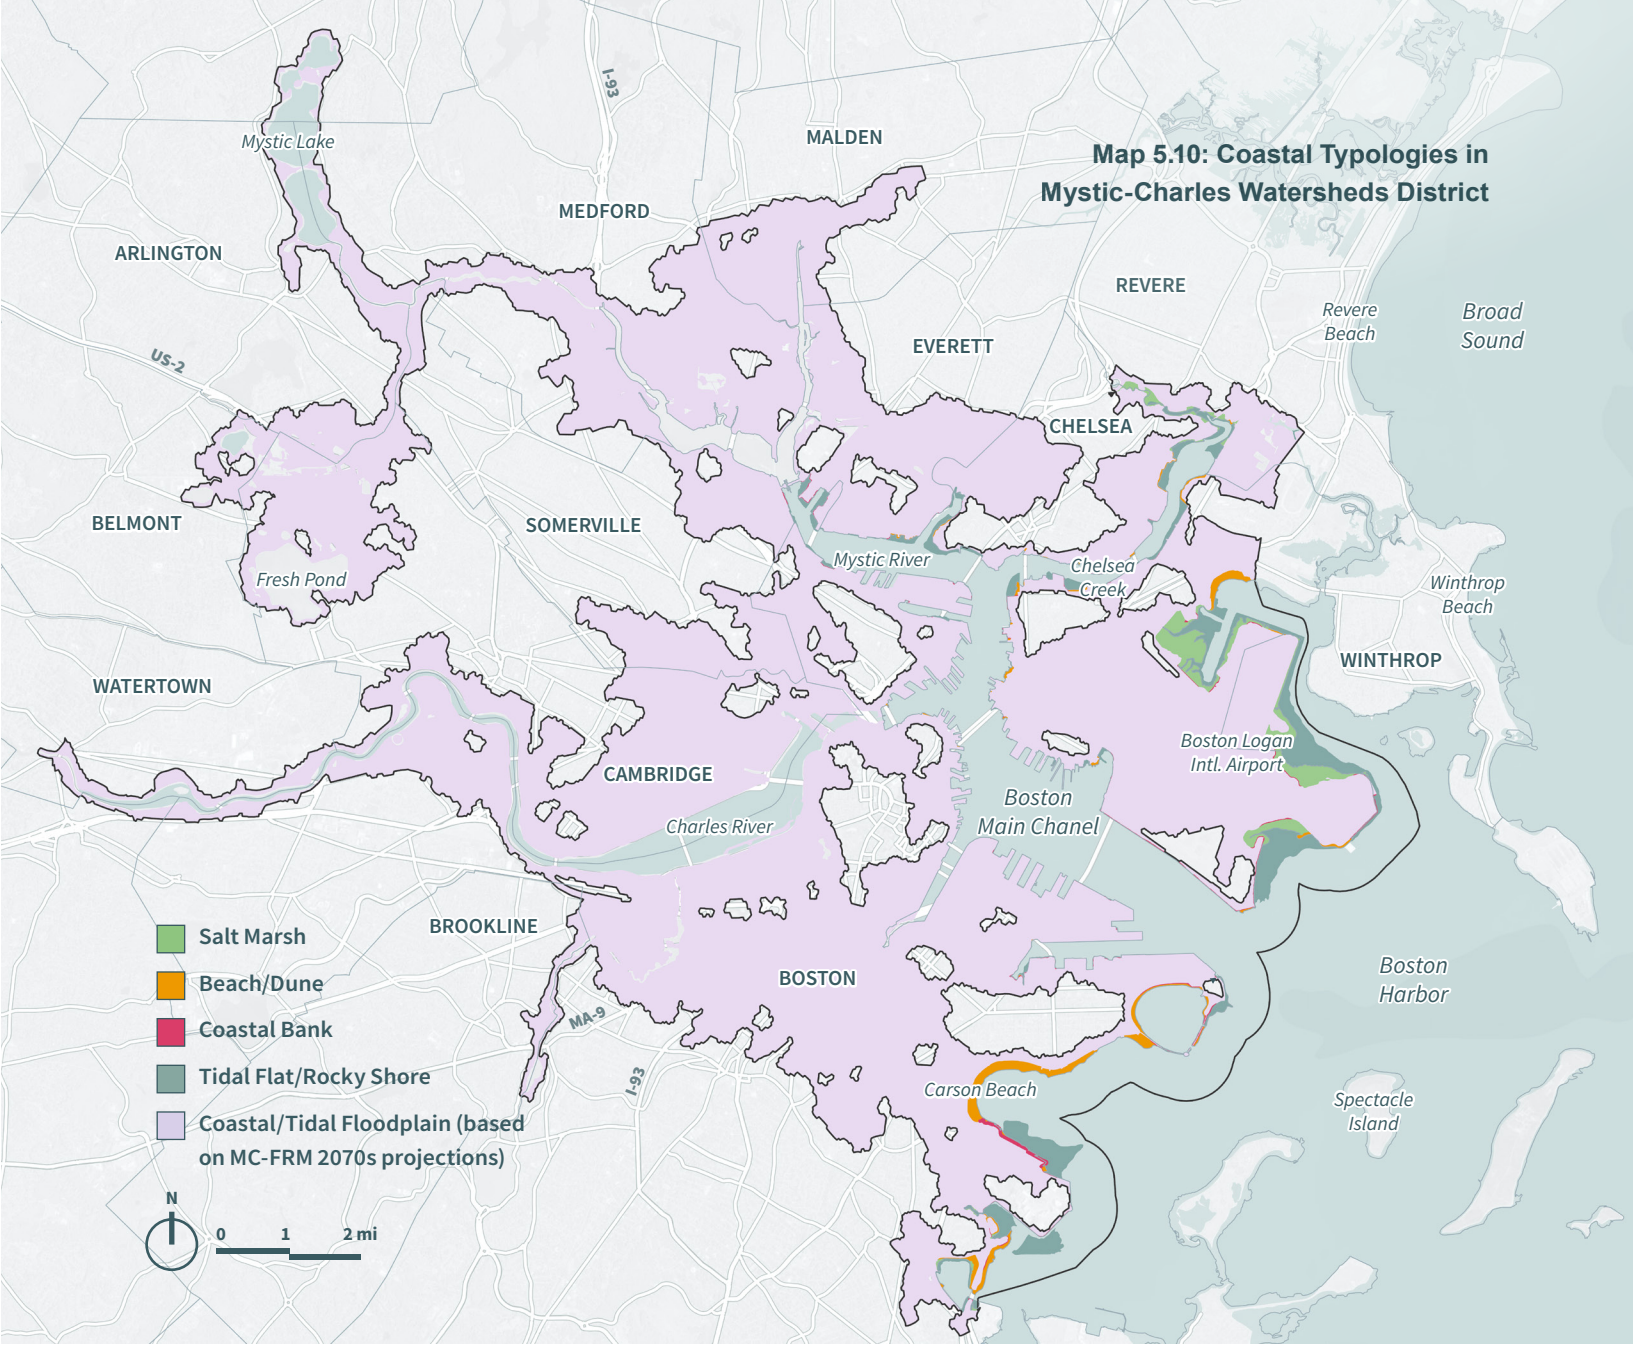 Map 5.10: Coastal Typologies in
Mystic-Charles Watersheds District
I-93
MALDEN
Mystic Lake
MEDFORD
ARLINGTON
REVERE
Revere
Beach
Broad
Sound
EVERETT
US-2
CHELSEA
BELMONT
SOMERVILLE
Mystic River
Chelsea
Creek
Fresh Pond
Winthrop
Beach
WINTHROP
WATERTOWN
Boston Logan
Intl. Airport
CAMBRIDGE
Boston
Main Chanel
Charles River
BROOKLINE
BOSTON
Boston
Harbor
MA-9
I-93
Carson Beach
Spectacle
Island
Salt Marsh
Beach/Dune
Coastal Bank
Tidal Flat/Rocky Shore
Coastal/Tidal Floodplain (based
on MC-FRM 2070s projections)
N
0 1 2 mi